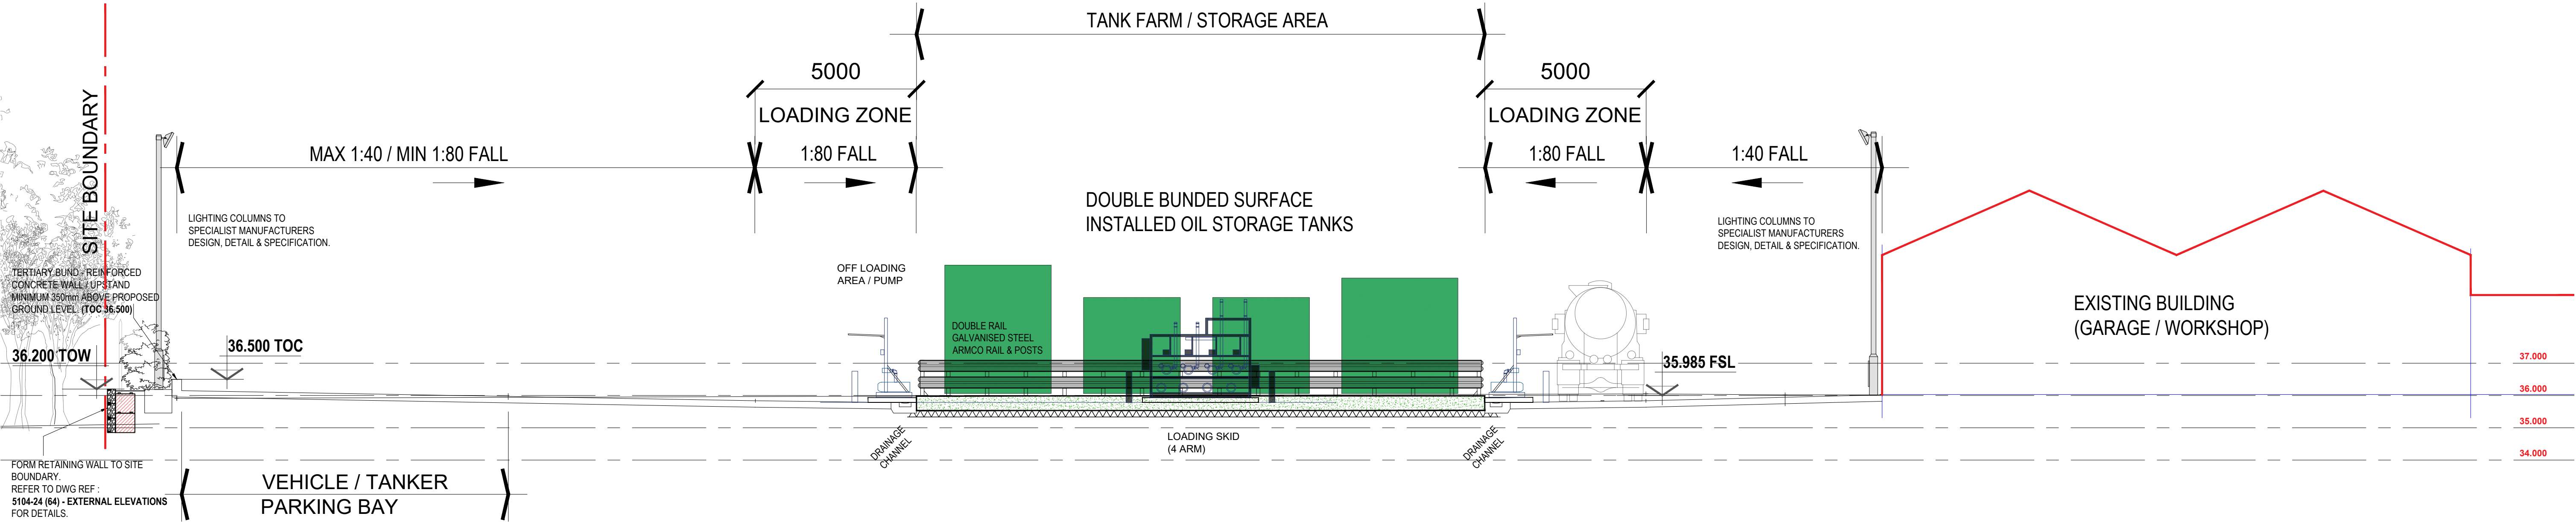 TANK FARM / STORAGE AREA
5000
5000
LOADING ZONE
LOADING ZONE
SITE BOUNDARY
MAX 1:40 / MIN 1:80 FALL
1:80 FALL
1:80 FALL
1:40 FALL
DOUBLE BUNDED SURFACE
INSTALLED OIL STORAGE TANKS
LIGHTING COLUMNS TO
SPECIALIST MANUFACTURERS
DESIGN, DETAIL & SPECIFICATION.
LIGHTING COLUMNS TO
SPECIALIST MANUFACTURERS
DESIGN, DETAIL & SPECIFICATION.
TERTIARY BUND - REINFORCED
CONCRETE WALL / UPSTAND
MINIMUM 350mm ABOVE PROPOSED
GROUND LEVEL. (TOC 36.500)
OFF LOADING
AREA / PUMP
EXISTING BUILDING
(GARAGE / WORKSHOP)
DOUBLE RAIL
GALVANISED STEEL
ARMCO RAIL & POSTS
36.200 TOW
36.500 TOC
35.985 FSL
37.000
36.000
35.000
34.000
DRAINAGE
CHANNEL
LOADING SKID
(4 ARM)
DRAINAGE
CHANNEL
FORM RETAINING WALL TO SITE
BOUNDARY.
REFER TO DWG REF :
5104-24 (64) - EXTERNAL ELEVATIONS
FOR DETAILS.
VEHICLE / TANKER
PARKING BAY